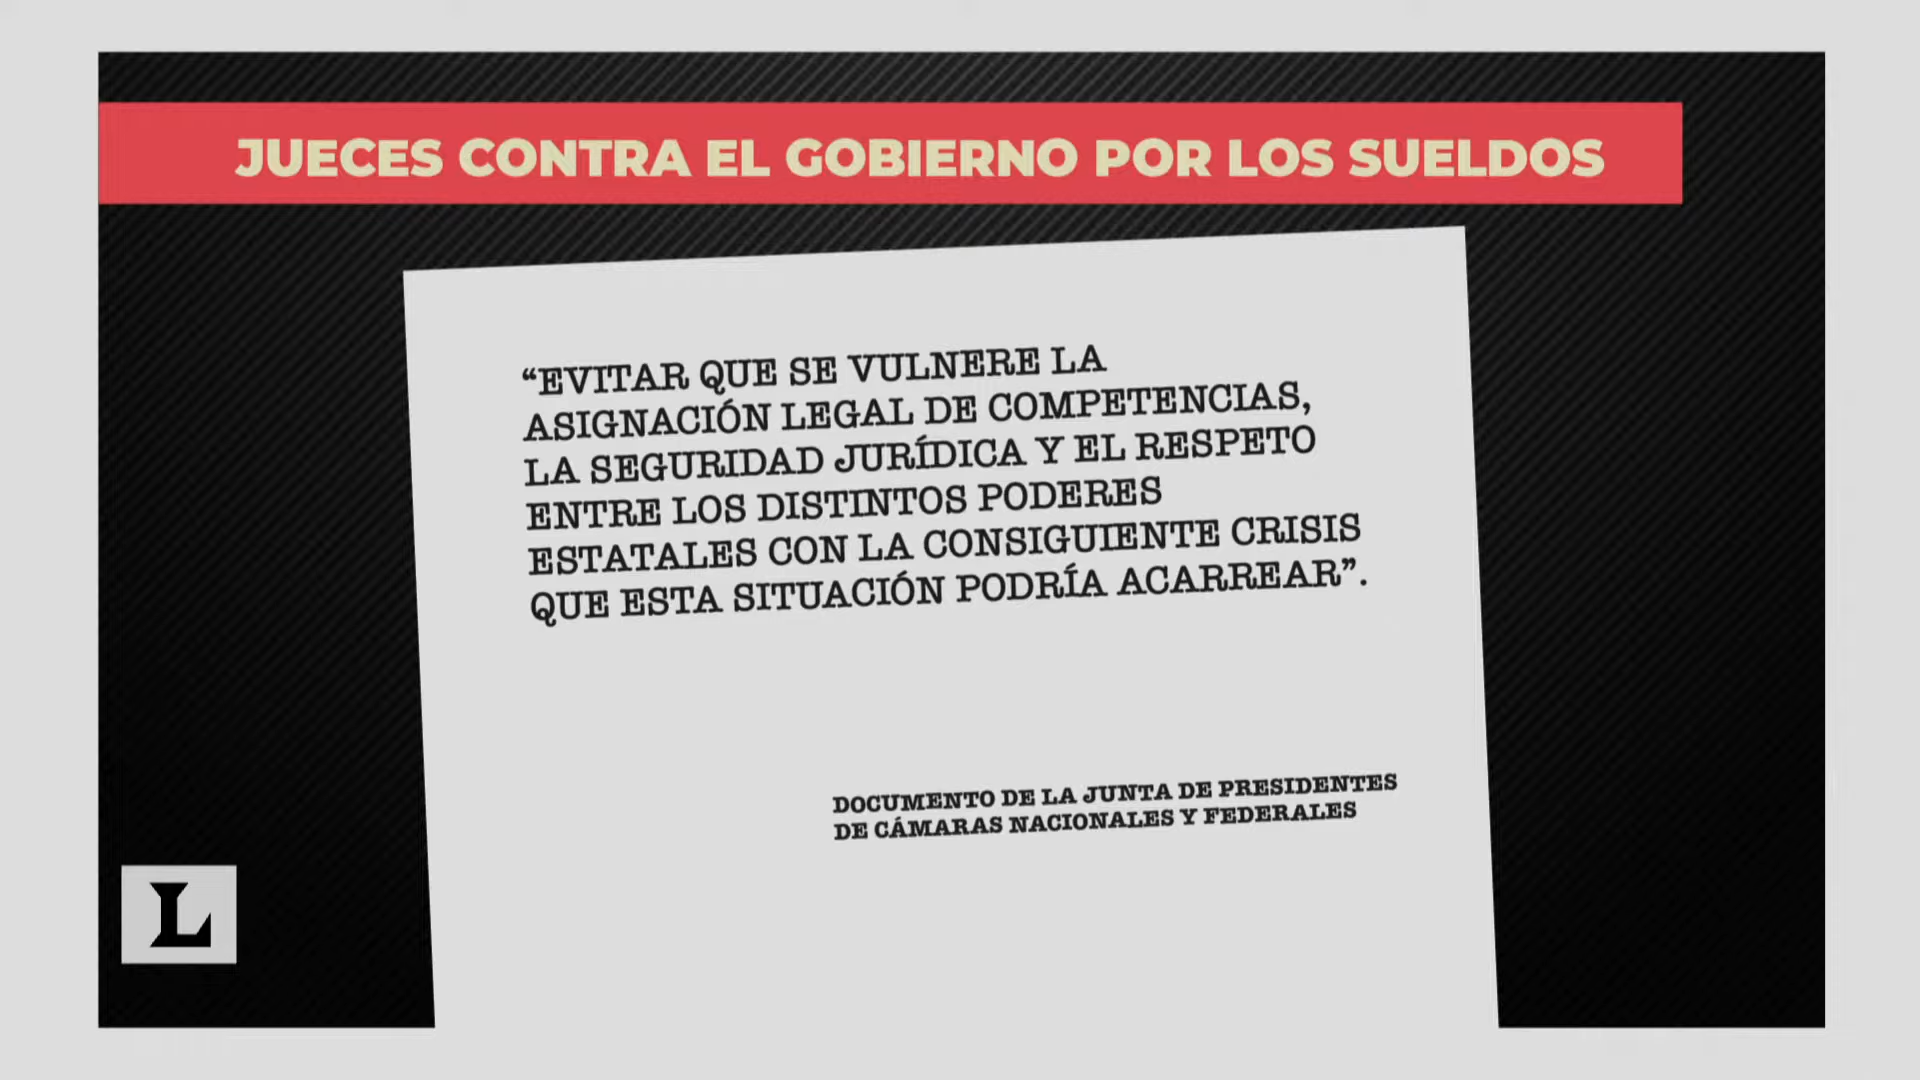 JUECES CONTRA EL GOBIERNO POR LOS SUELDOS
“EVITAR QUE SE VULNERE LA
ASIGNACIÓN LEGAL DE COMPETENCIAS,
LA SEGURIDAD JURÍDICA Y EL RESPETO
ENTRE LOS DISTINTOS PODERES
ESTATALES CON LA CONSIGUIENTE CRISIS
QUE ESTA SITUACIÓN PODRÍA ACARREAR”.
DOCUMENTO DE LA JUNTA DE PRESIDENTES
DE CÁMARAS NACIONALES Y FEDERALES
L